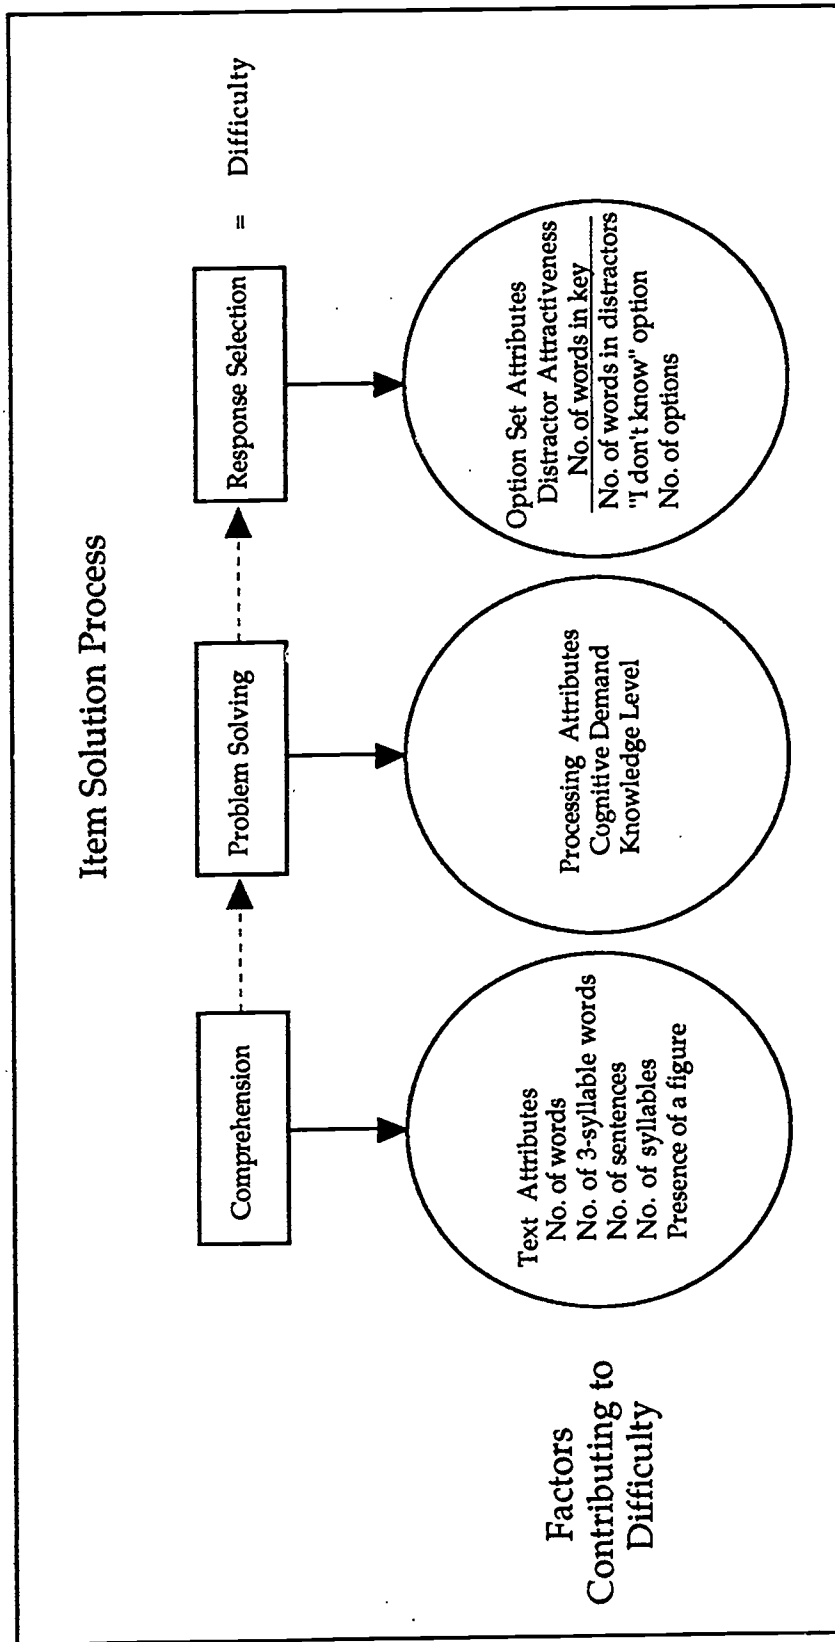 Item Solution Process
Comprehension
Problem Solving
Response Selection
= Difficulty
Factors
Contributing to
Difficulty
Text Attributes
No. of words
No. of 3-syllable words
No. of sentences
No. of syllables
Presence of a figure
Processing Attributes
Cognitive Demand
Knowledge Level
Option Set Attributes
Distractor Attractiveness
No. of words in key
No. of words in distractors
"I don't know" option
No. of options